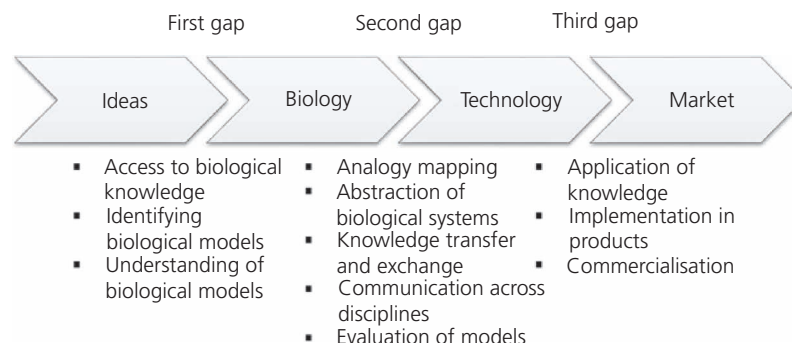 First gap
Second gap
Third gap
Ideas
Biology
Technology
Market
▪ Access to biological
knowledge
▪ Identifying
biological models
▪ Understanding of
biological models
▪ Analogy mapping
▪ Abstraction of
biological systems
▪ Knowledge transfer
and exchange
▪ Communication across
disciplines
▪ Evaluation of models
▪ Application of
knowledge
▪ Implementation in
products
▪ Commercialisation